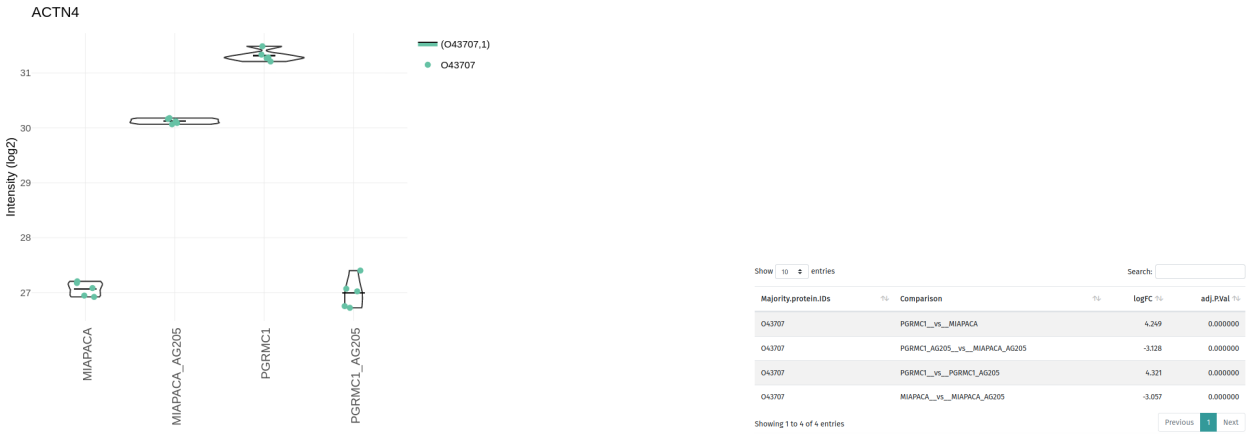 ACTN4
(O43707,1)
O43707
Intensity (log2)
31
30
29
28
27
MIAPACA
MIAPACA_AG205
PGRMC1
PGRMC1_AG205
Show 10 entries
Search:
Majority.protein.IDs Comparison logFC adj.P.Val
O43707 PGRMC1__vs__MIAPACA 4.249 0.000000
O43707 PGRMC1_AG205__vs__MIAPACA_AG205 -3.128 0.000000
O43707 PGRMC1__vs__PGRMC1_AG205 4.321 0.000000
O43707 MIAPACA__vs__MIAPACA_AG205 -3.057 0.000000
Showing 1 to 4 of 4 entries
Previous 1 Next